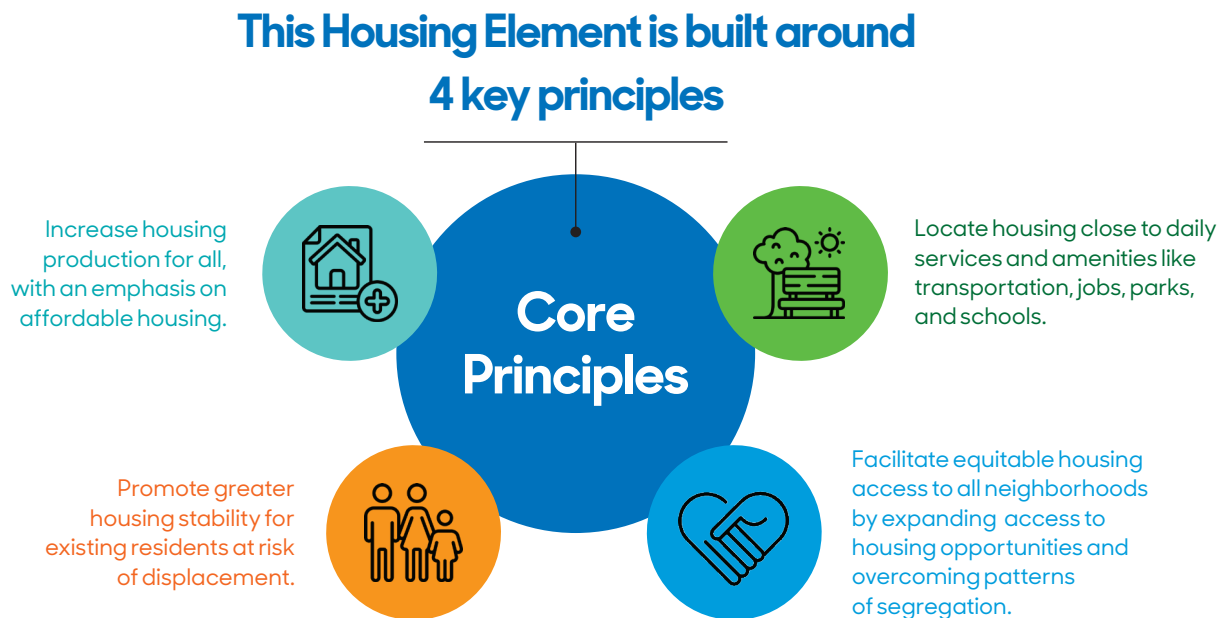 This Housing Element is built around
4 key principles
Core
Principles
Increase housing
production for all,
with an emphasis on
affordable housing.
Locate housing close to daily
services and amenities like
transportation, jobs, parks,
and schools.
Promote greater
housing stability for
existing residents at risk
of displacement.
Facilitate equitable housing
access to all neighborhoods
by expanding access to
housing opportunities and
overcoming patterns
of segregation.